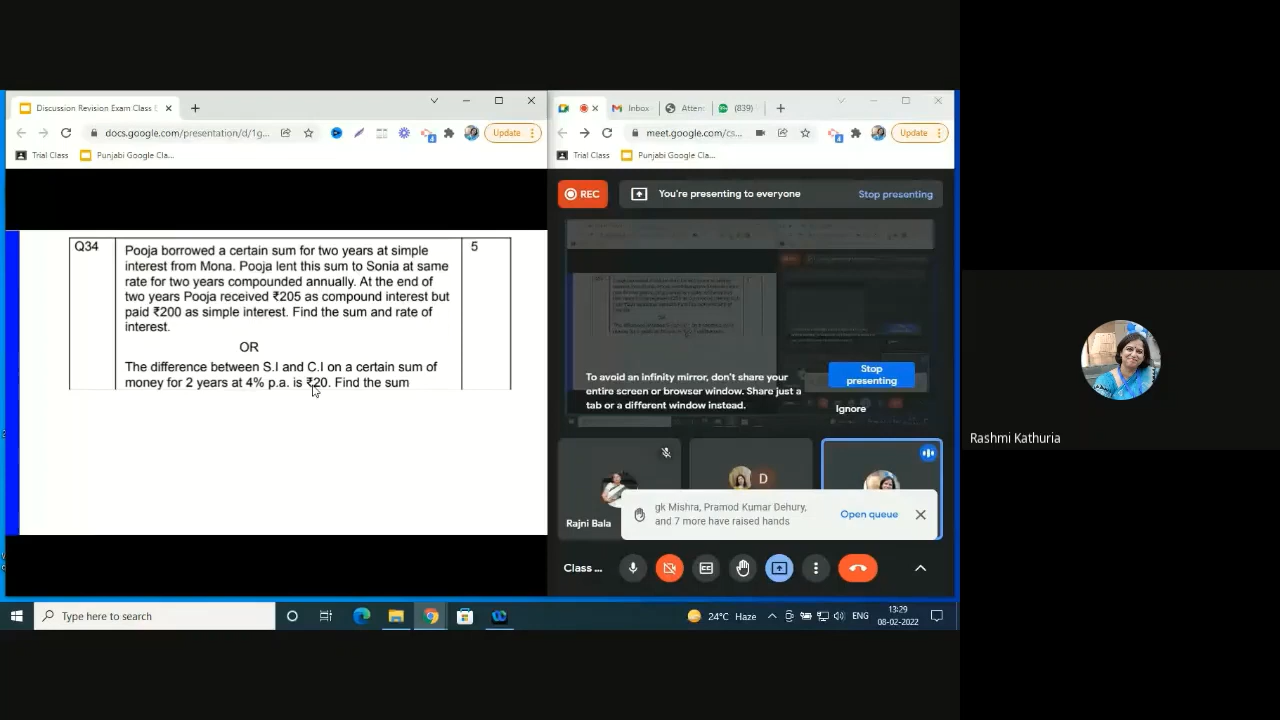 Discussion Revision Exam Class
docs.google.com/presentation/d/1g...
Update
Trial Class
Punjabi Google Cla...
Q34
Pooja borrowed a certain sum for two years at simple
interest from Mona. Pooja lent this sum to Sonia at same
rate for two years compounded annually. At the end of
two years Pooja received ₹205 as compound interest but
paid ₹200 as simple interest. Find the sum and rate of
interest.
5
OR
The difference between S.I and C.I on a certain sum of
money for 2 years at 4% p.a. is ₹20. Find the sum
Inbox
Atten
(839)
meet.google.com/cs...
Update
Trial Class
Punjabi Google Cla...
REC
You're presenting to everyone
Stop presenting
To avoid an infinity mirror, don't share your
entire screen or browser window. Share just a
tab or a different window instead.
Stop
presenting
Ignore
D
Rajni Bala
gk Mishra, Pramod Kumar Dehury,
and 7 more have raised hands
Open queue
Class ...
Type here to search
24°C Haze
ENG
13:29
08-02-2022
Rashmi Kathuria